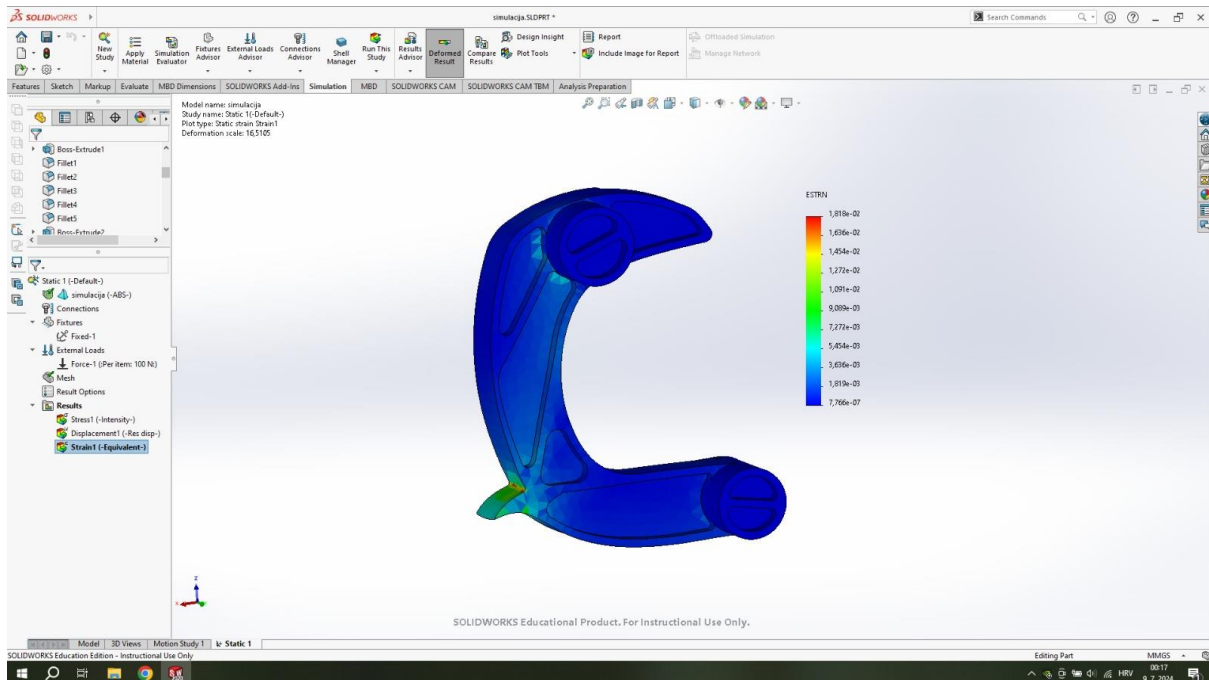 SOLIDWORKS
simulacija.SLDPRT *
Search Commands
New Study
Apply Material
Simulation Evaluator
Fixtures Advisor
External Loads Advisor
Connections Advisor
Shell Manager
Run This Study
Results Advisor
Deformed Result
Compare Results
Design Insight
Plot Tools
Report
Include Image for Report
Offloaded Simulation
Manage Network
Features Sketch Markup Evaluate MBD Dimensions SOLIDWORKS Add-Ins Simulation MBD SOLIDWORKS CAM SOLIDWORKS CAM TBM Analysis Preparation
Model name: simulacija
Study name: Static 1(-Default-)
Plot type: Static strain Strain1
Deformation scale: 16,5105
Boss-Extrude1
Fillet1
Fillet2
Fillet3
Fillet4
Fillet5
Boss-Extrude2
Static 1 (-Default-)
simulacija (-ABS-)
Connections
Fixtures
Fixed-1
External Loads
Force-1 (:Per item: 100 N:)
Mesh
Result Options
Results
Stress1 (-Intensity-)
Displacement1 (-Res disp-)
Strain1 (-Equivalent-)
ESTRN
1,818e-02
1,636e-02
1,454e-02
1,272e-02
1,091e-02
9,089e-03
7,272e-03
5,454e-03
3,636e-03
1,819e-03
7,766e-07
z
x
SOLIDWORKS Educational Product. For Instructional Use Only.
Model 3D Views Motion Study 1 Static 1
SOLIDWORKS Education Edition - Instructional Use Only
Editing Part
MMGS
HRV
00:17
9. 7. 2024.